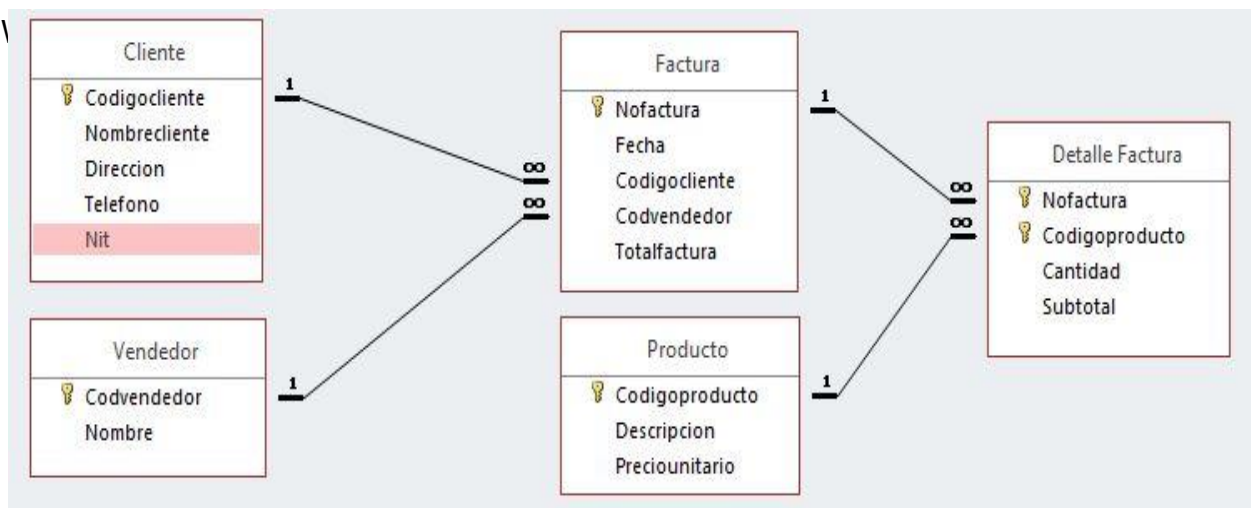 Cliente
Codigocliente
Nombrecliente
Direccion
Telefono
Nit
1
∞
∞
Factura
Nofactura
Fecha
Codigocliente
Codvendedor
Totalfactura
1
∞
∞
Detalle Factura
Nofactura
Codigoproducto
Cantidad
Subtotal
Vendedor
Codvendedor
Nombre
1
Producto
Codigoproducto
Descripcion
Preciounitario
1